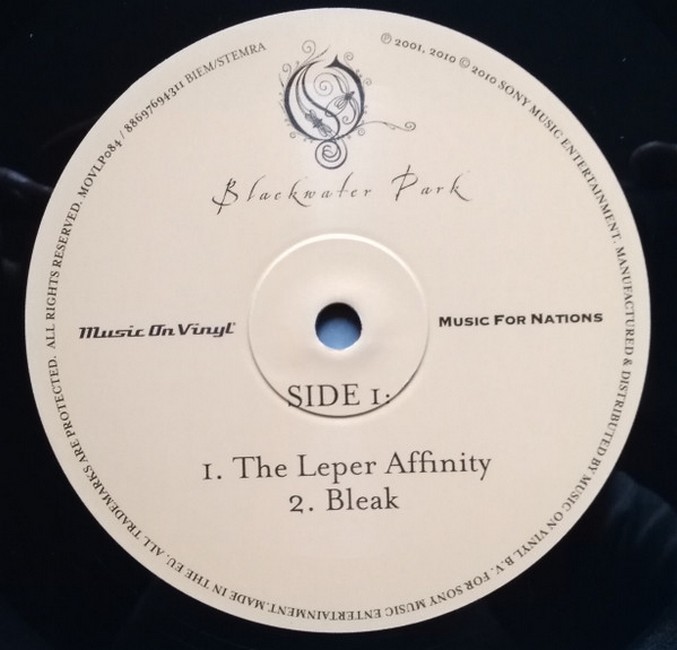 ℗ 2001, 2010 © 2010 SONY MUSIC ENTERTAINMENT. MANUFACTURED & DISTRIBUTED BY MUSIC ON VINYL B.V. FOR SONY MUSIC ENTERTAINMENT. MADE IN THE EU. ALL TRADEMARKS ARE PROTECTED. ALL RIGHTS RESERVED. MOVLP084 / 88697694311 BIEM/STEMRA
Blackwater Park
Music On Vinyl
MUSIC FOR NATIONS
SIDE 1:
1. The Leper Affinity
2. Bleak